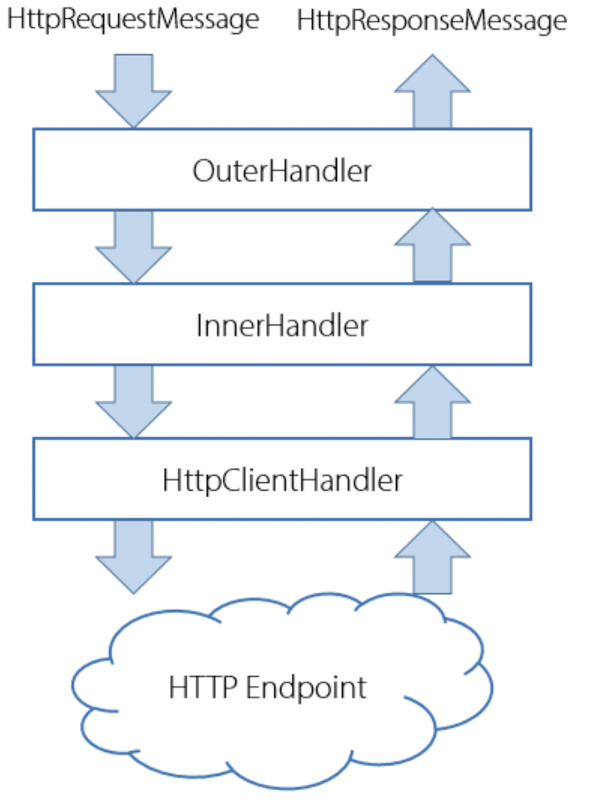 HttpRequestMessage HttpResponseMessage
OuterHandler
InnerHandler
HttpClientHandler
HTTP Endpoint